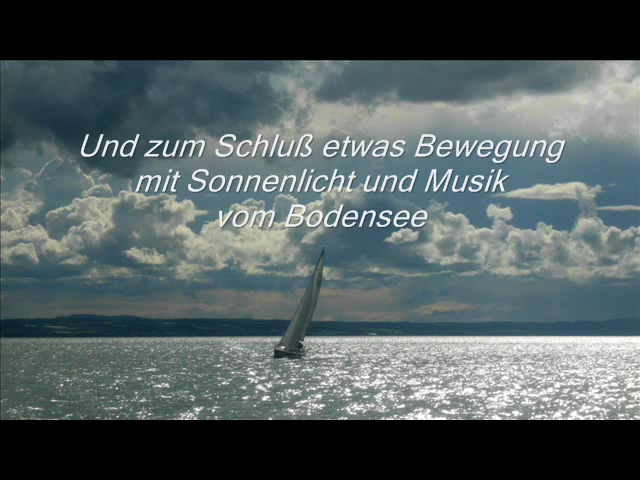 Und zum Schluß etwas Bewegung
mit Sonnenlicht und Musik
vom Bodensee